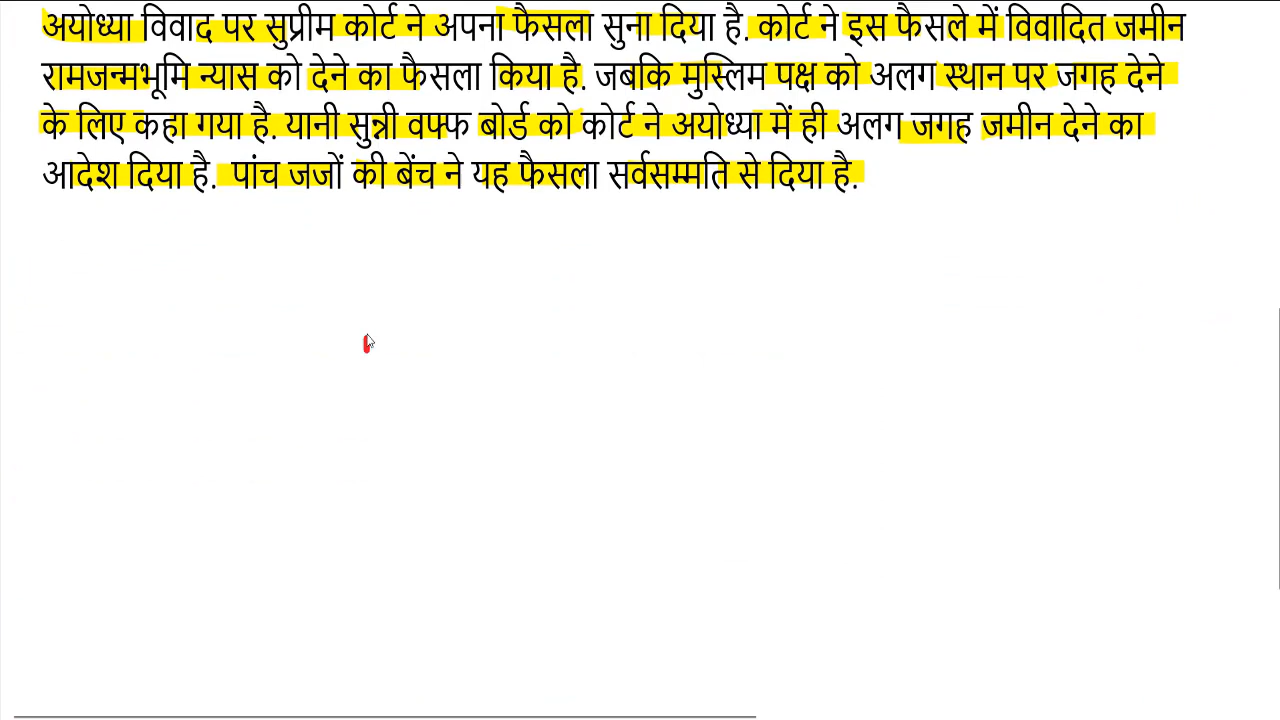 अयोध्या विवाद पर सुप्रीम कोर्ट ने अपना फैसला सुना दिया है. कोर्ट ने इस फैसले में विवादित जमीन
रामजन्मभूमि न्यास को देने का फैसला किया है. जबकि मुस्लिम पक्ष को अलग स्थान पर जगह देने
के लिए कहा गया है. यानी सुन्नी वफ्फ बोर्ड को कोर्ट ने अयोध्या में ही अलग जगह जमीन देने का
आदेश दिया है. पांच जजों की बेंच ने यह फैसला सर्वसम्मति से दिया है.